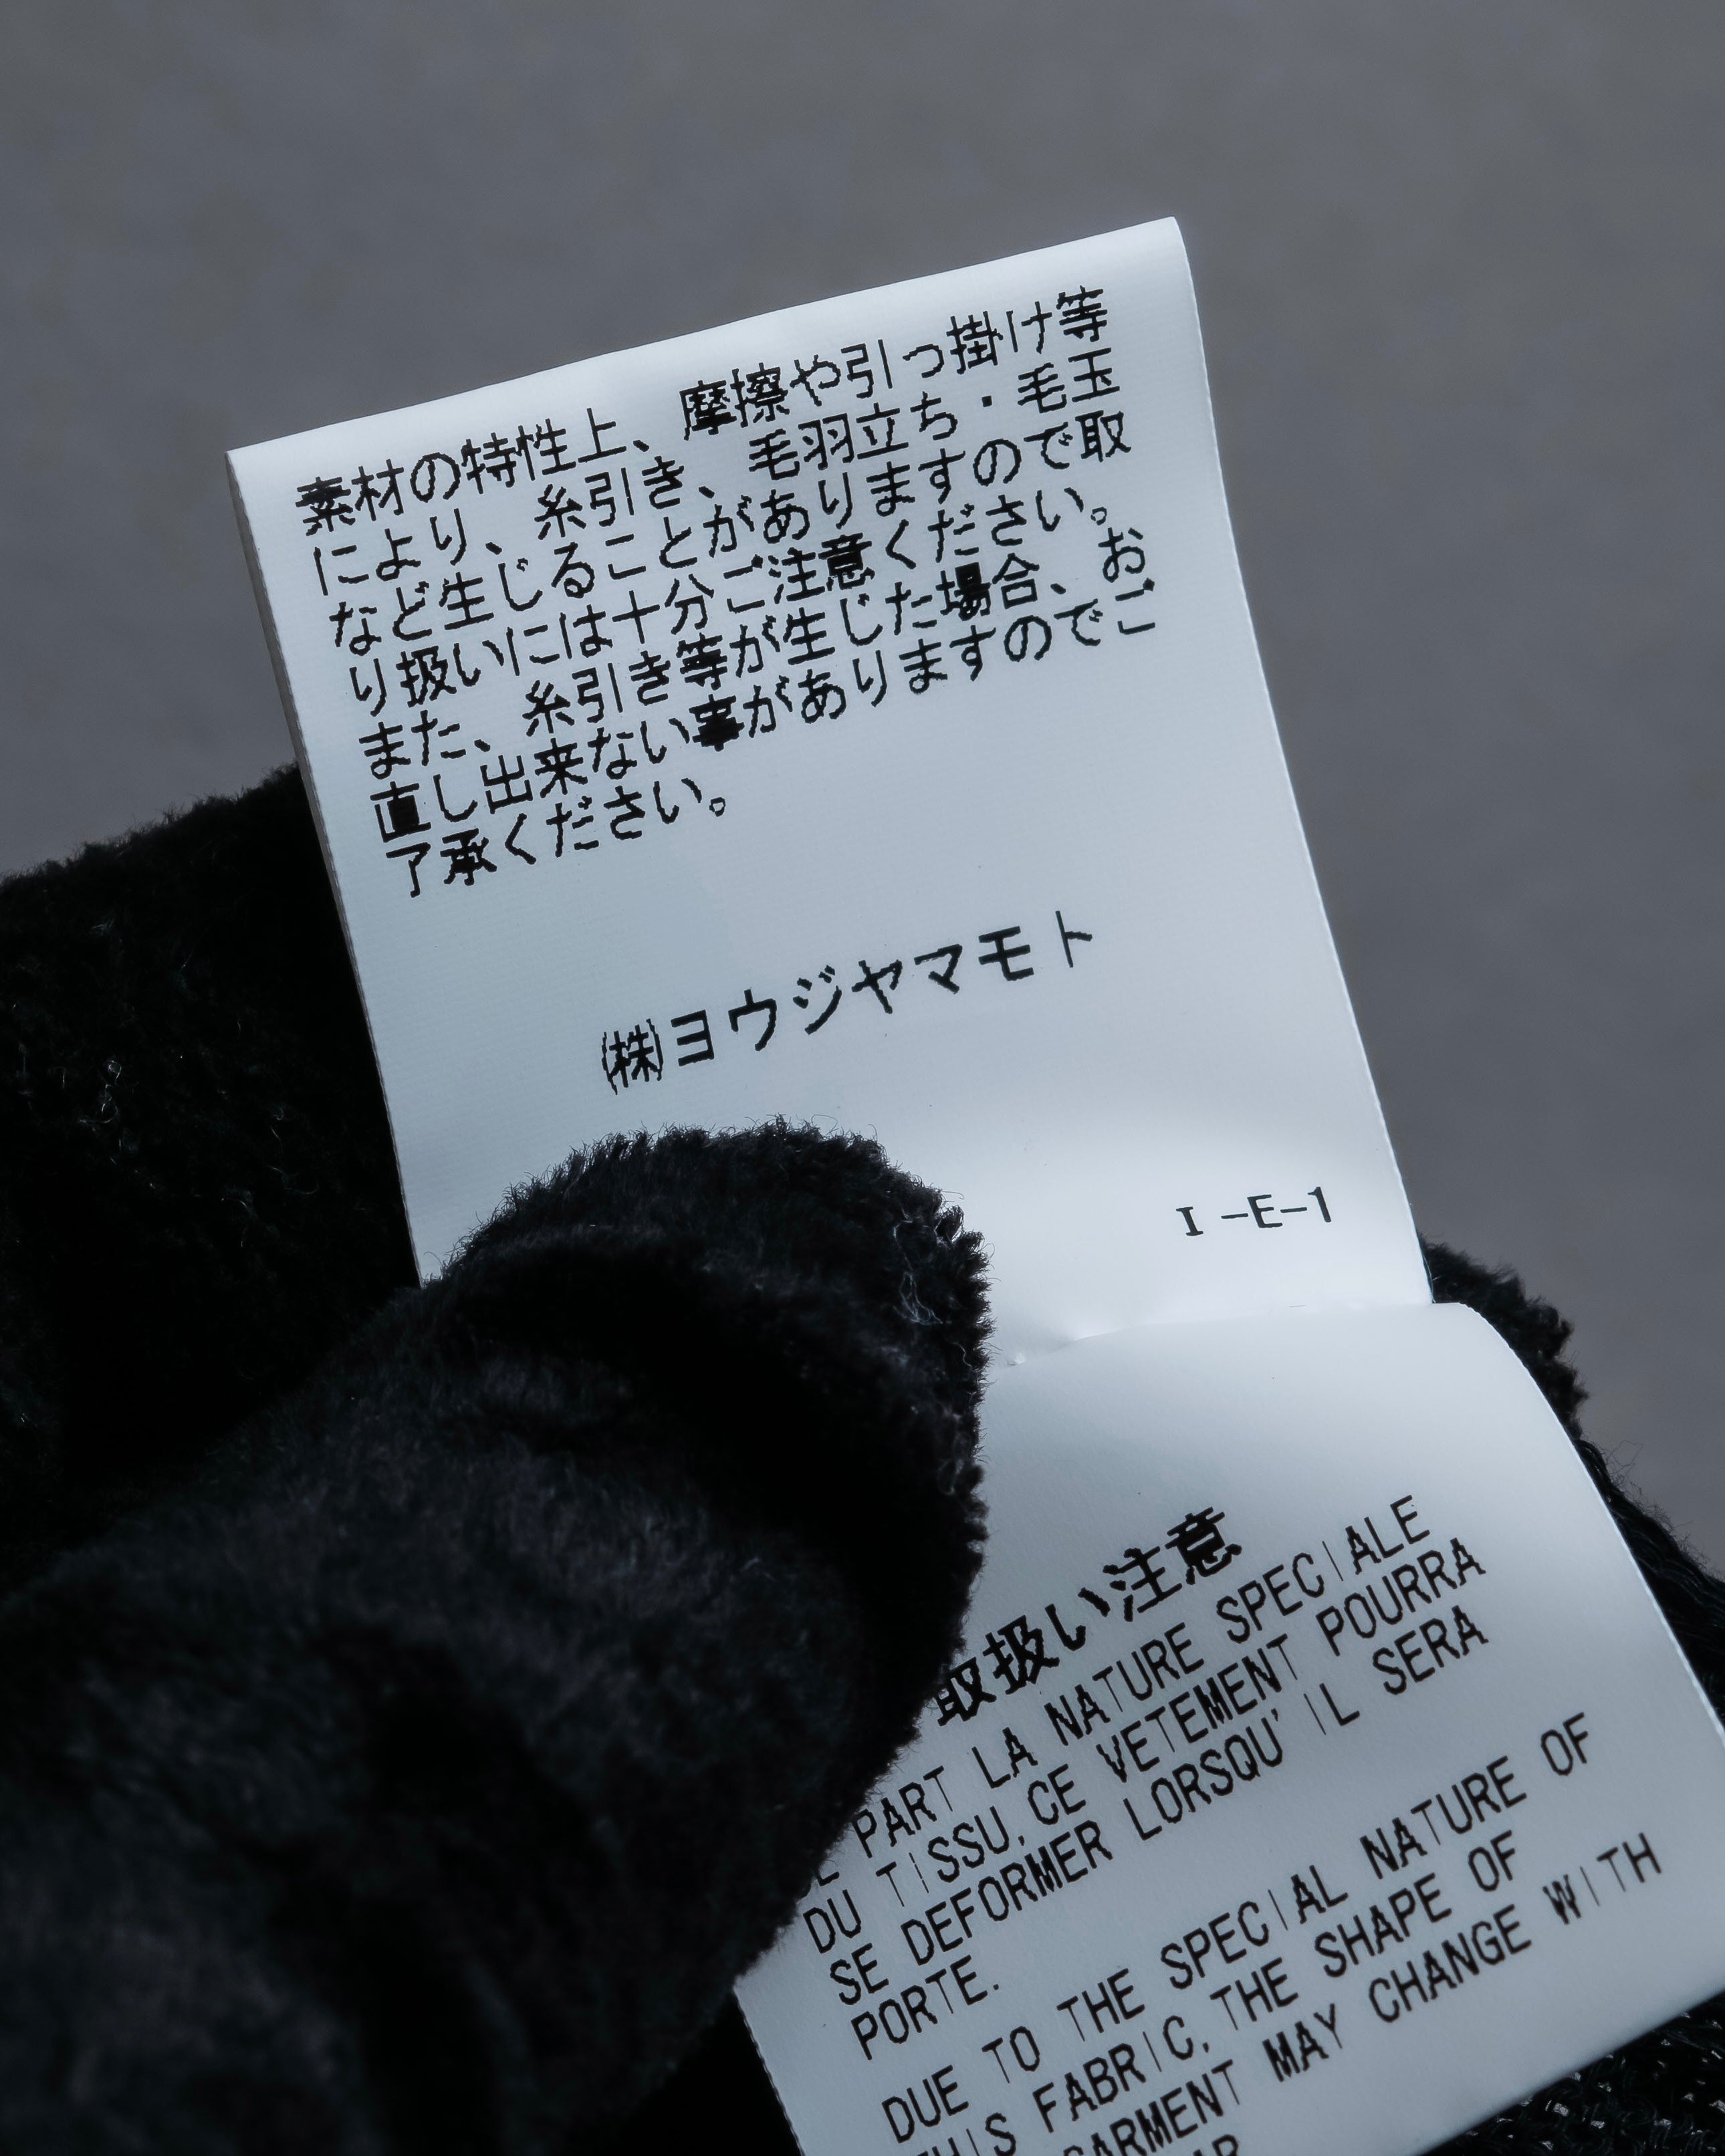 素材の特性上、摩擦や引っ掛け等
により、糸引き、毛羽立ち・毛玉
など生じることがありますので取
り扱いには十分ご注意ください。
また、糸引き等が生じた場合、お
直し出来ない事がありますのでご
了承ください。
㈱ヨウジヤマモト
I-E-1
取扱い注意
PART LA NATURE SPECIALE
DU TISSU, CE VETEMENT POURRA
SE DEFORMER LORSQU'IL SERA
PORTE.
DUE TO THE SPECIAL NATURE OF
THIS FABRIC, THE SHAPE OF
GARMENT MAY CHANGE WITH